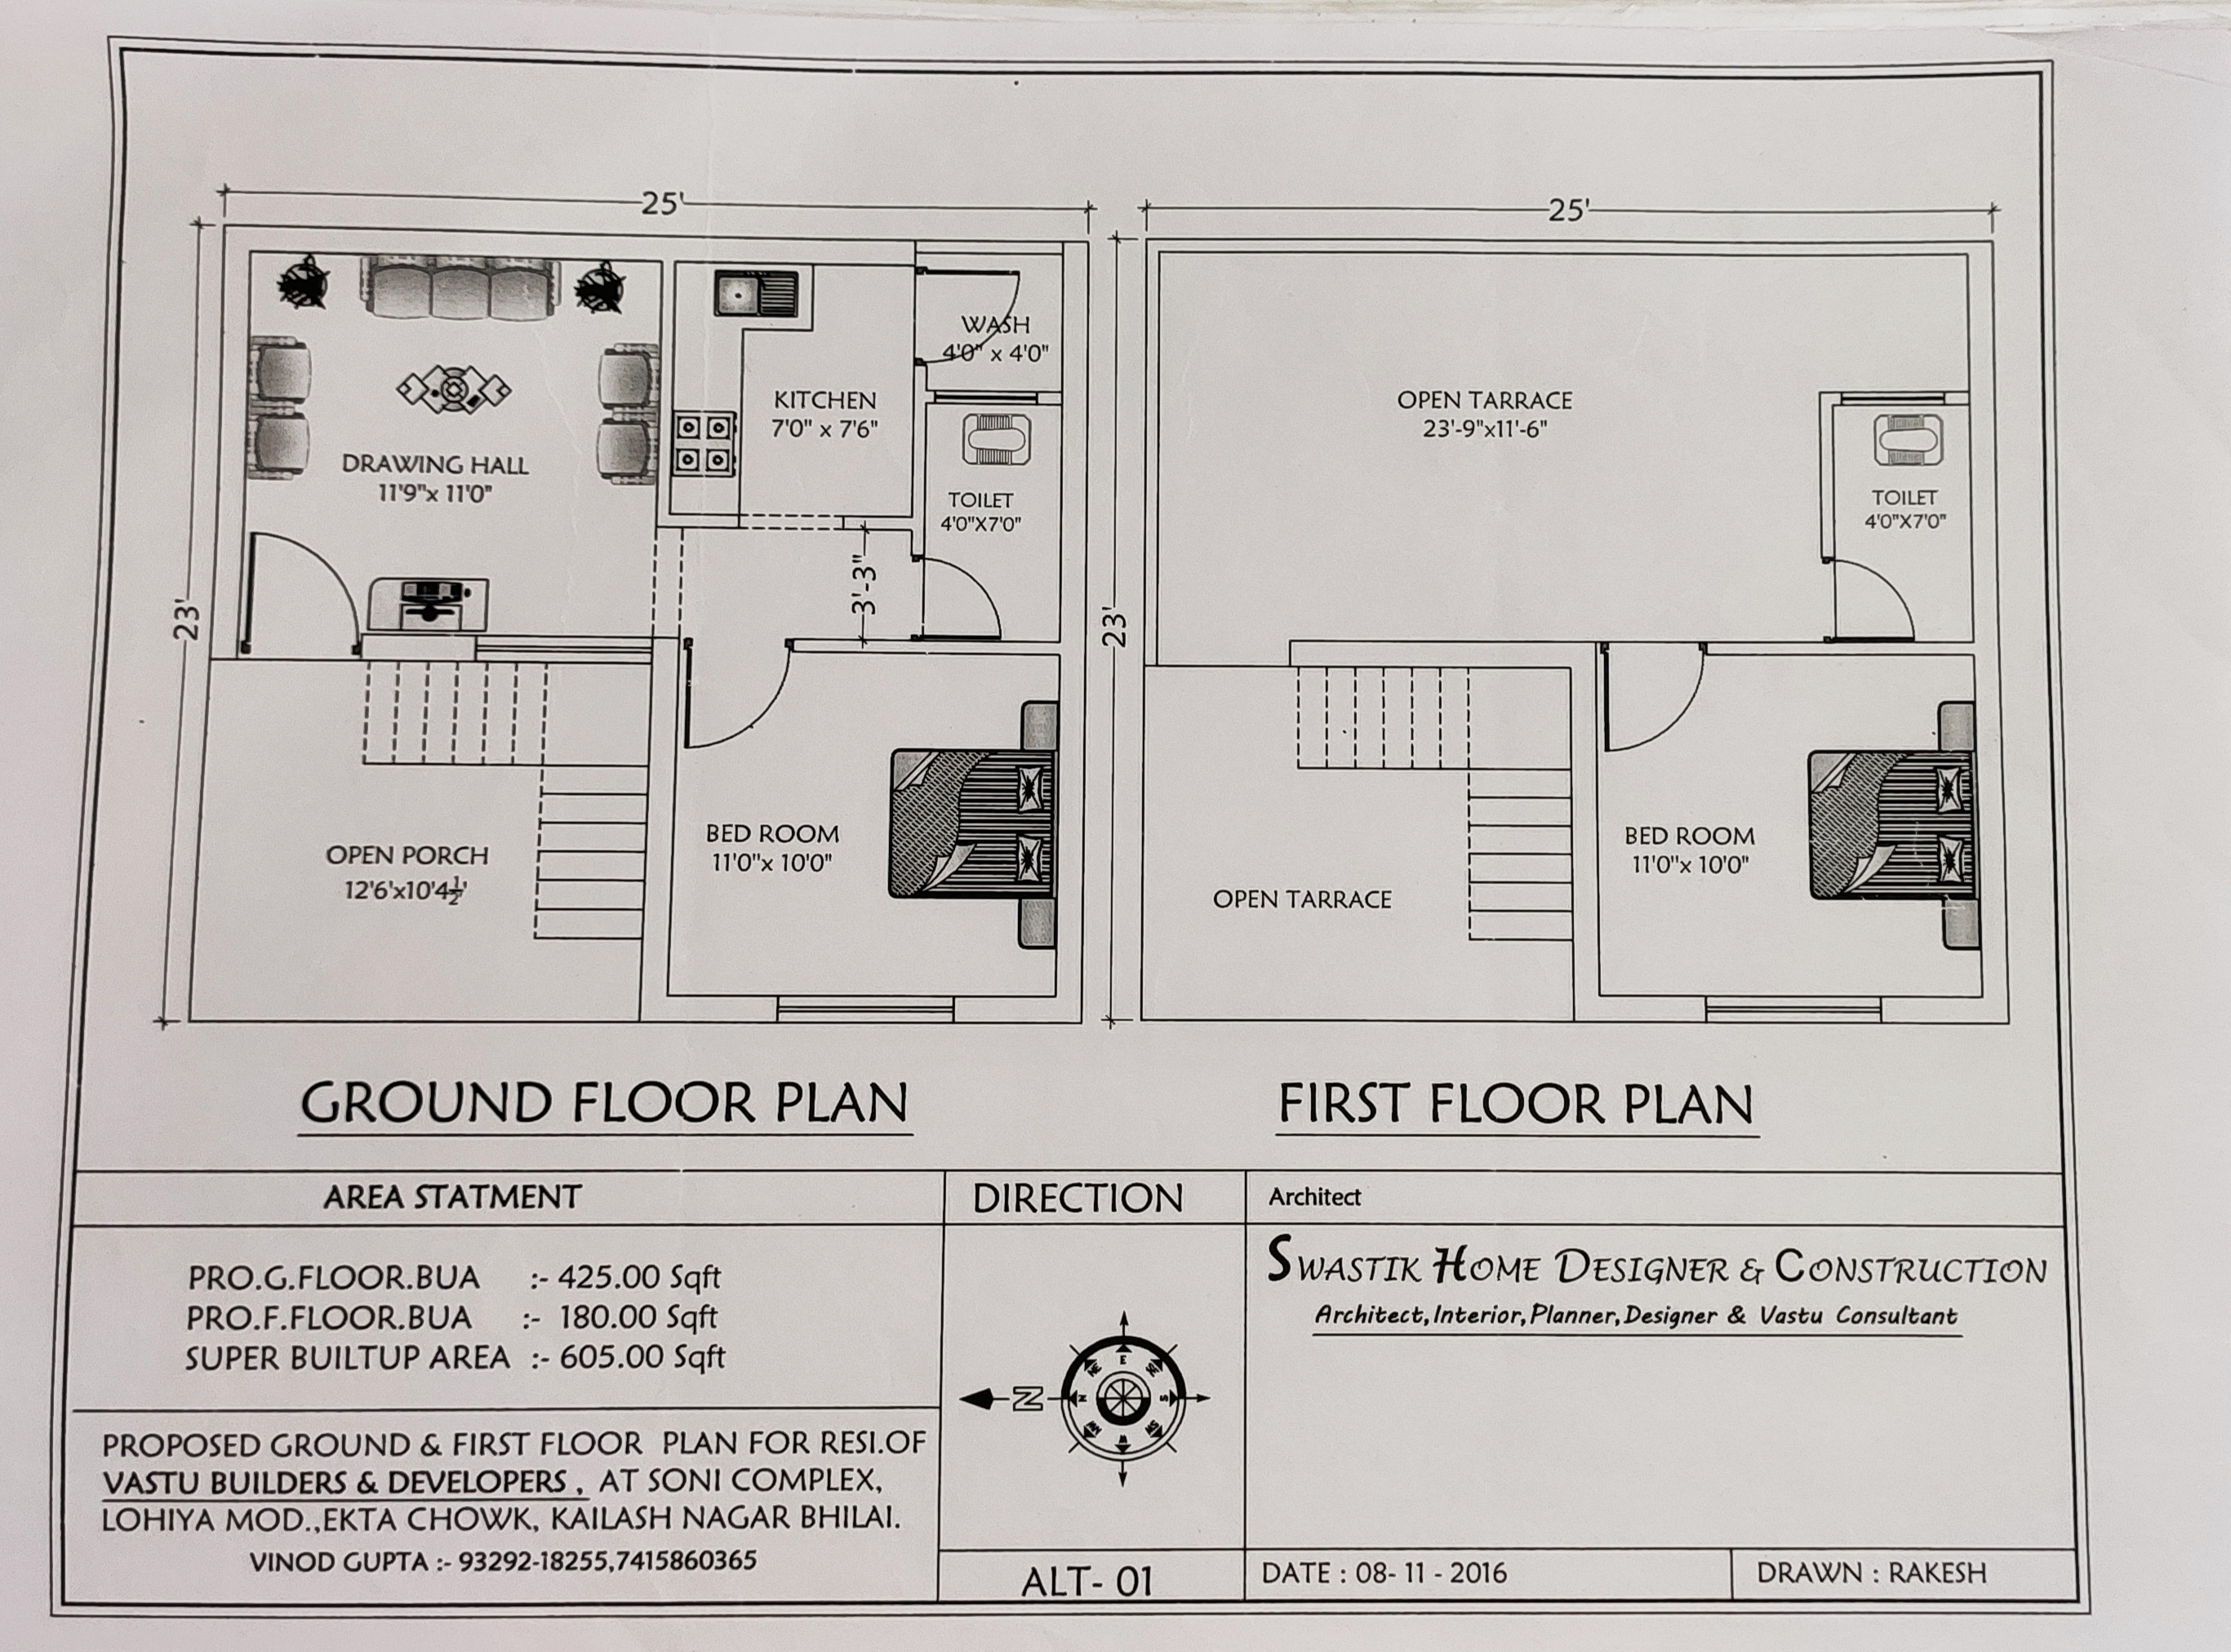 25'
25'
23'
23'
WASH
4'0" x 4'0"
KITCHEN
7'0" x 7'6"
DRAWING HALL
11'9"x 11'0"
TOILET
4'0"X7'0"
3'-3"
OPEN PORCH
12'6'x10'4½'
BED ROOM
11'0"x 10'0"
OPEN TARRACE
23'-9"x11'-6"
TOILET
4'0"X7'0"
OPEN TARRACE
BED ROOM
11'0"x 10'0"
GROUND FLOOR PLAN
FIRST FLOOR PLAN
AREA STATMENT
PRO.G.FLOOR.BUA :- 425.00 Sqft
PRO.F.FLOOR.BUA :- 180.00 Sqft
SUPER BUILTUP AREA :- 605.00 Sqft
PROPOSED GROUND & FIRST FLOOR PLAN FOR RESI.OF
VASTU BUILDERS & DEVELOPERS , AT SONI COMPLEX,
LOHIYA MOD.,EKTA CHOWK, KAILASH NAGAR BHILAI.
VINOD GUPTA :- 93292-18255,7415860365
DIRECTION
N
E
NE
N
S
W
ALT- 01
Architect
SWASTIK HOME DESIGNER & CONSTRUCTION
Architect,Interior,Planner,Designer & Vastu Consultant
DATE : 08- 11 - 2016
DRAWN : RAKESH